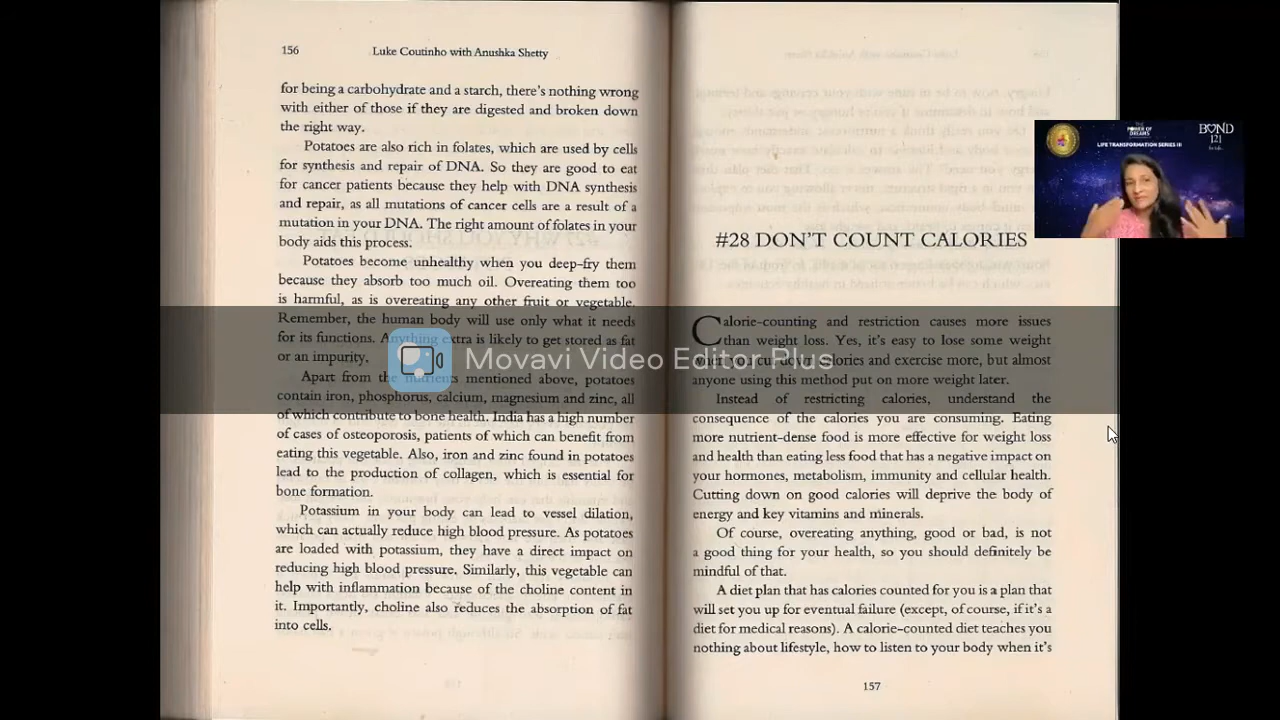 156 Luke Coutinho with Anushka Shetty
for being a carbohydrate and a starch, there's nothing wrong
with either of those if they are digested and broken down
the right way.
Potatoes are also rich in folates, which are used by cells
for synthesis and repair of DNA. So they are good to eat
for cancer patients because they help with DNA synthesis
and repair, as all mutations of cancer cells are a result of a
mutation in your DNA. The right amount of folates in your
body aids this process.
Potatoes become unhealthy when you deep-fry them
because they absorb too much oil. Overeating them too
is harmful, as is overeating any other fruit or vegetable.
Remember, the human body will use only what it needs
for its functions. Anything extra is likely to get stored as fat
or an impurity.
Apart from the nutrients mentioned above, potatoes
contain iron, phosphorus, calcium, magnesium and zinc, all
of which contribute to bone health. India has a high number
of cases of osteoporosis, patients of which can benefit from
eating this vegetable. Also, iron and zinc found in potatoes
lead to the production of collagen, which is essential for
bone formation.
Potassium in your body can lead to vessel dilation,
which can actually reduce high blood pressure. As potatoes
are loaded with potassium, they have a direct impact on
reducing high blood pressure. Similarly, this vegetable can
help with inflammation because of the choline content in
it. Importantly, choline also reduces the absorption of fat
into cells.
#28 DON'T COUNT CALORIES
Calorie-counting and restriction causes more issues
than weight loss. Yes, it's easy to lose some weight
when you cut down calories and exercise more, but almost
anyone using this method put on more weight later.
Instead of restricting calories, understand the
consequence of the calories you are consuming. Eating
more nutrient-dense food is more effective for weight loss
and health than eating less food that has a negative impact on
your hormones, metabolism, immunity and cellular health.
Cutting down on good calories will deprive the body of
energy and key vitamins and minerals.
Of course, overeating anything, good or bad, is not
a good thing for your health, so you should definitely be
mindful of that.
A diet plan that has calories counted for you is a plan that
will set you up for eventual failure (except, of course, if it's a
diet for medical reasons). A calorie-counted diet teaches you
nothing about lifestyle, how to listen to your body when it's
157
Movavi Video Editor Plus
THE
POWER OF
DREAMS
LIFE TRANSFORMATION SERIES III
BOND
121